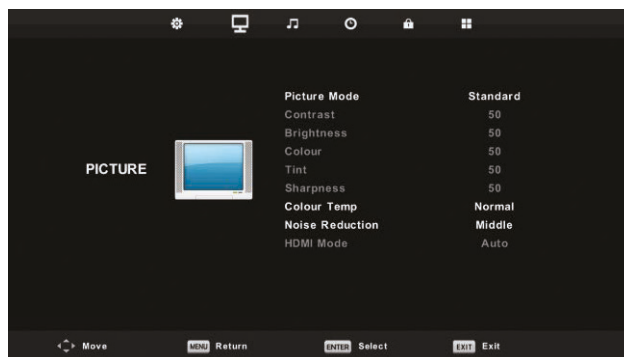 Picture Mode Standard
Contrast 50
Brightness 50
Colour 50
PICTURE
Tint 50
Sharpness 50
Colour Temp Normal
Noise Reduction Middle
HDMI Mode Auto
Move MENU Return ENTER Select EXIT Exit